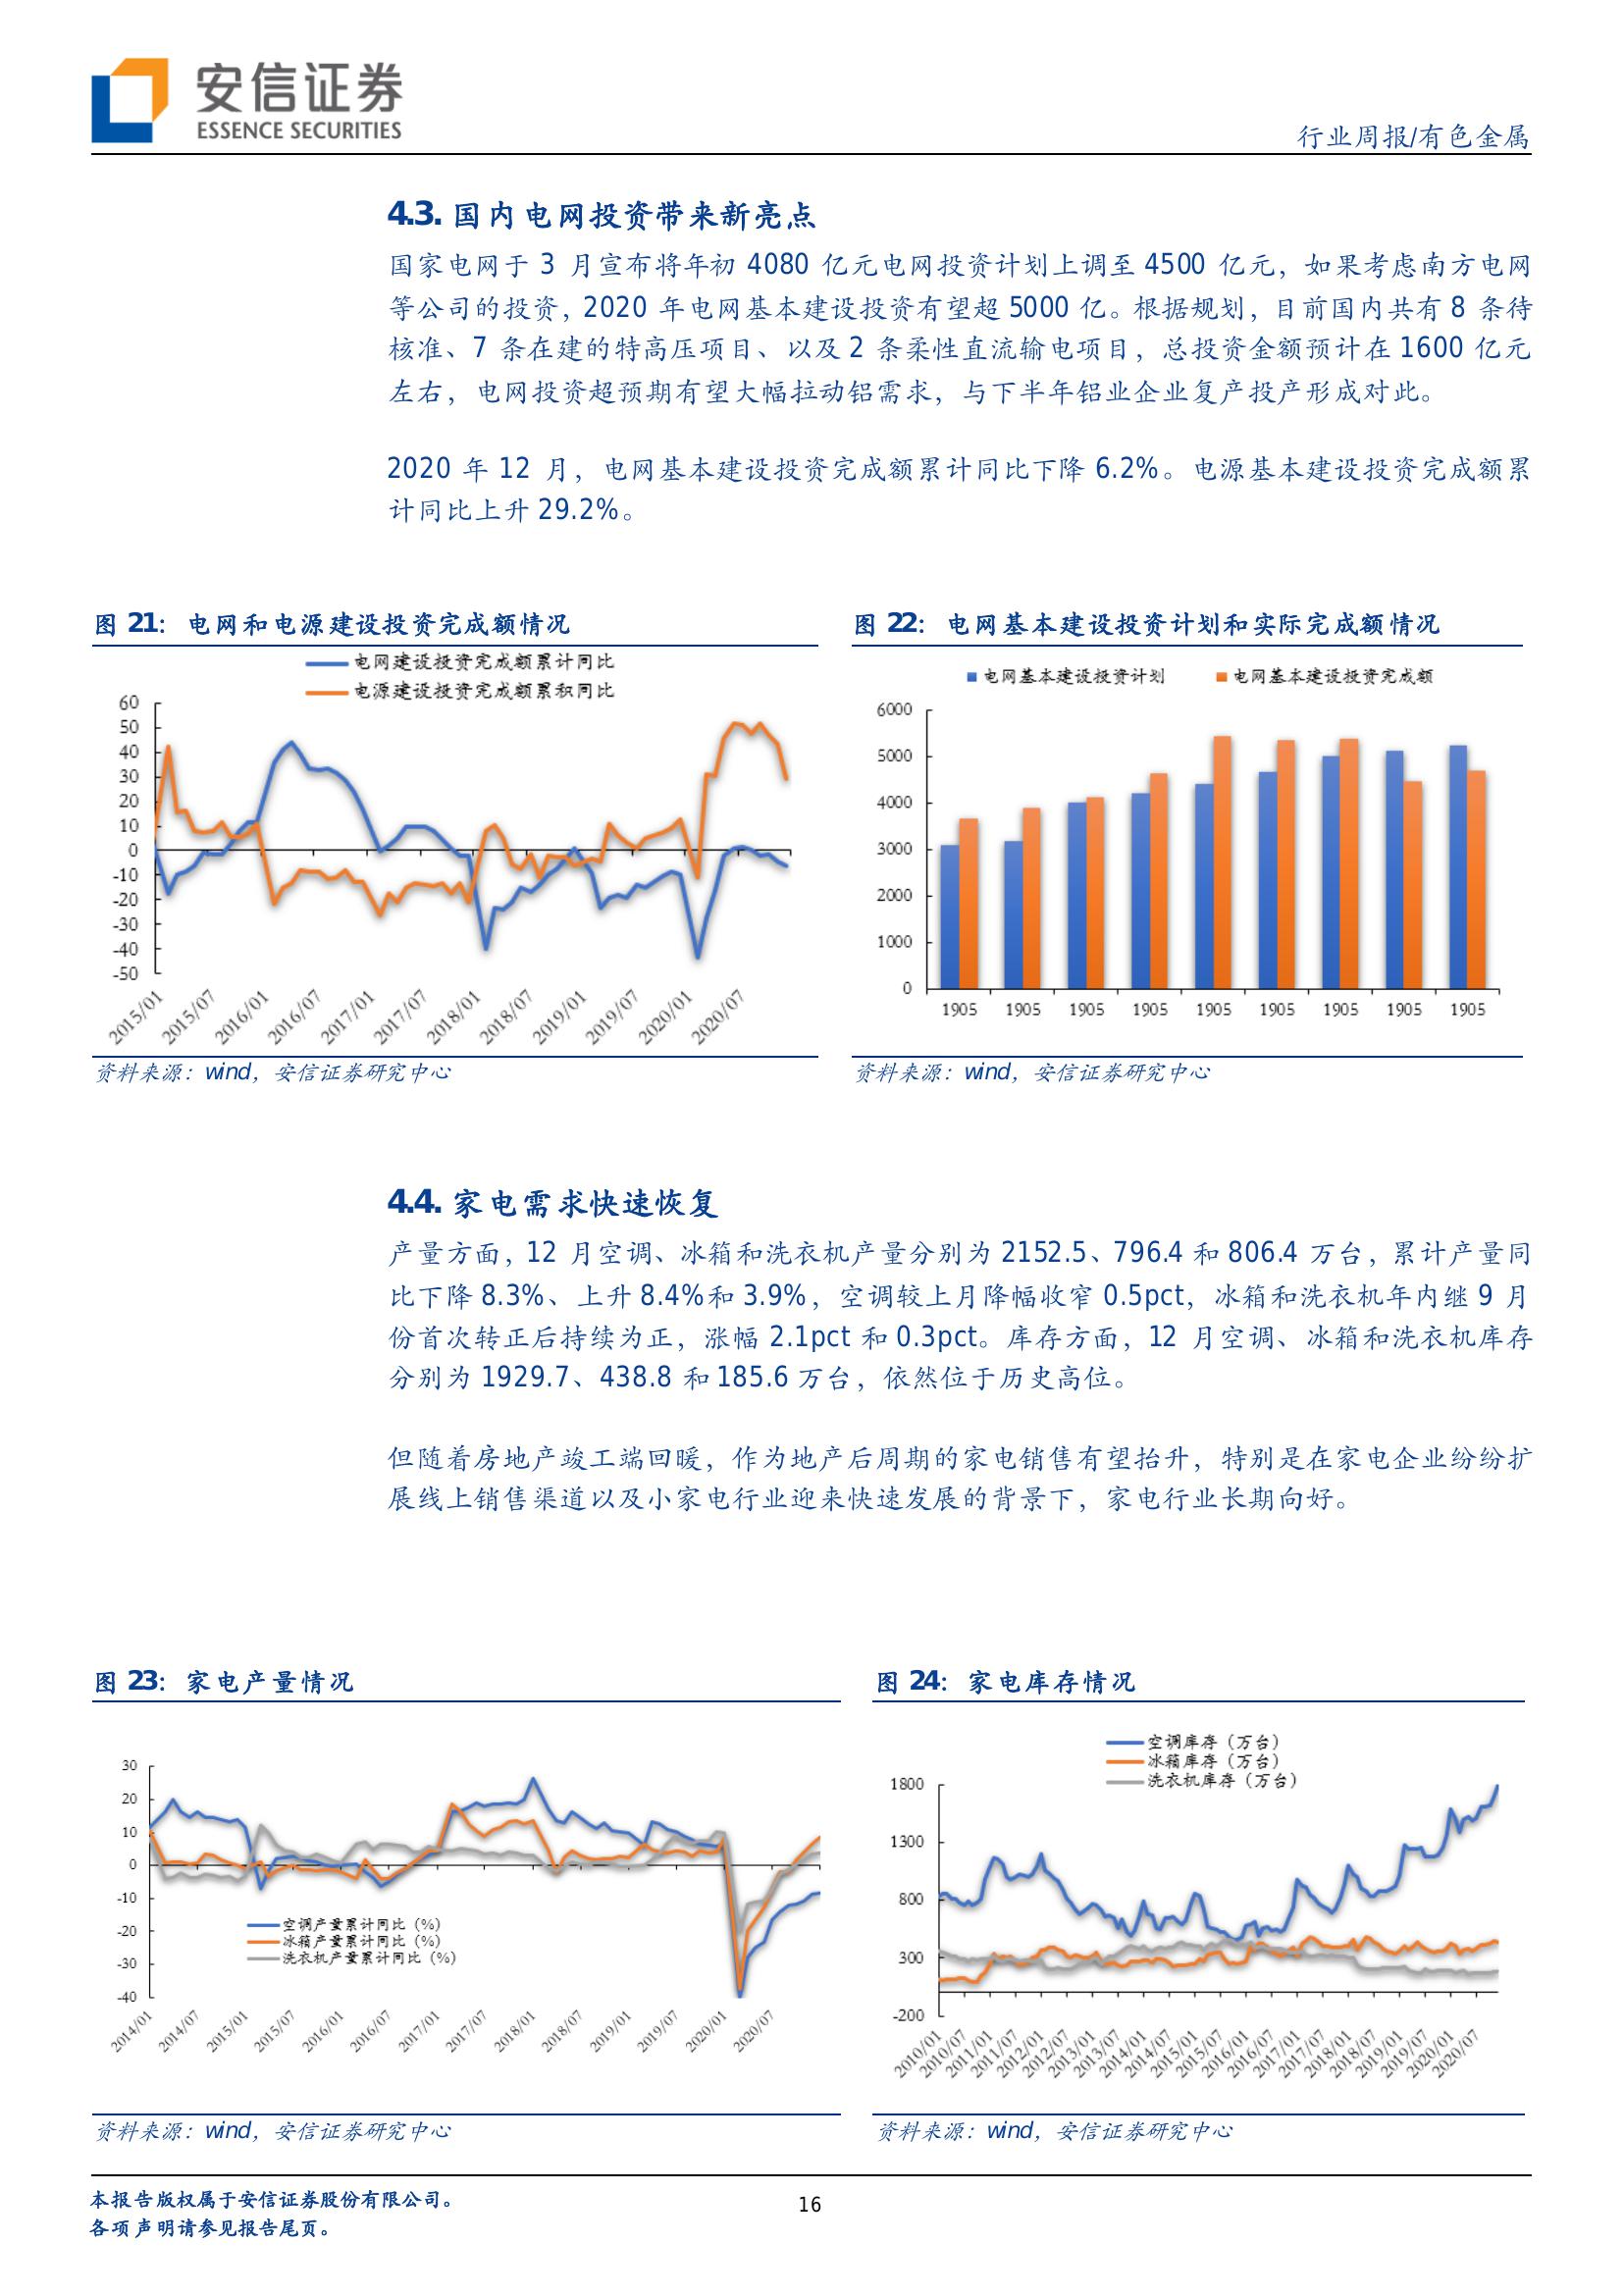 安信证券
ESSENCE SECURITIES
行业周报/有色金属
4.3. 国内电网投资带来新亮点
国家电网于 3 月宣布将年初 4080 亿元电网投资计划上调至 4500 亿元，如果考虑南方电网
等公司的投资，2020 年电网基本建设投资有望超 5000 亿。根据规划，目前国内共有 8 条待
核准、7 条在建的特高压项目、以及 2 条柔性直流输电项目，总投资金额预计在 1600 亿元
左右，电网投资超预期有望大幅拉动铝需求，与下半年铝业企业复产投产形成对此。
2020 年 12 月，电网基本建设投资完成额累计同比下降 6.2%。电源基本建设投资完成额累
计同比上升 29.2%。
图 21：电网和电源建设投资完成额情况
电网建设投资完成额累计同比
电源建设投资完成额累积同比
60
50
40
30
20
10
0
-10
-20
-30
-40
-50
2015/01 2015/07 2016/01 2016/07 2017/01 2017/07 2018/01 2018/07 2019/01 2019/07 2020/01 2020/07
资料来源：wind，安信证券研究中心
图 22：电网基本建设投资计划和实际完成额情况
电网基本建设投资计划 电网基本建设投资完成额
6000
5000
4000
3000
2000
1000
0
1905 1905 1905 1905 1905 1905 1905 1905 1905
资料来源：wind，安信证券研究中心
4.4. 家电需求快速恢复
产量方面，12 月空调、冰箱和洗衣机产量分别为 2152.5、796.4 和 806.4 万台，累计产量同
比下降 8.3%、上升 8.4%和 3.9%，空调较上月降幅收窄 0.5pct，冰箱和洗衣机年内继 9 月
份首次转正后持续为正，涨幅 2.1pct 和 0.3pct。库存方面，12 月空调、冰箱和洗衣机库存
分别为 1929.7、438.8 和 185.6 万台，依然位于历史高位。
但随着房地产竣工端回暖，作为地产后周期的家电销售有望抬升，特别是在家电企业纷纷扩
展线上销售渠道以及小家电行业迎来快速发展的背景下，家电行业长期向好。
图 23：家电产量情况
30
20
10
0
-10
-20
-30
-40
空调产量累计同比（%）
冰箱产量累计同比（%）
洗衣机产量累计同比（%）
2014/01 2014/07 2015/01 2015/07 2016/01 2016/07 2017/01 2017/07 2018/01 2018/07 2019/01 2019/07 2020/01 2020/07
资料来源：wind，安信证券研究中心
图 24：家电库存情况
空调库存（万台）
冰箱库存（万台）
洗衣机库存（万台）
1800
1300
800
300
-200
2010/01 2010/07 2011/01 2011/07 2012/01 2012/07 2013/01 2013/07 2014/01 2014/07 2015/01 2015/07 2016/01 2016/07 2017/01 2017/07 2018/01 2018/07 2019/01 2019/07 2020/01 2020/07
资料来源：wind，安信证券研究中心
本报告版权属于安信证券股份有限公司。
各项声明请参见报告尾页。
16